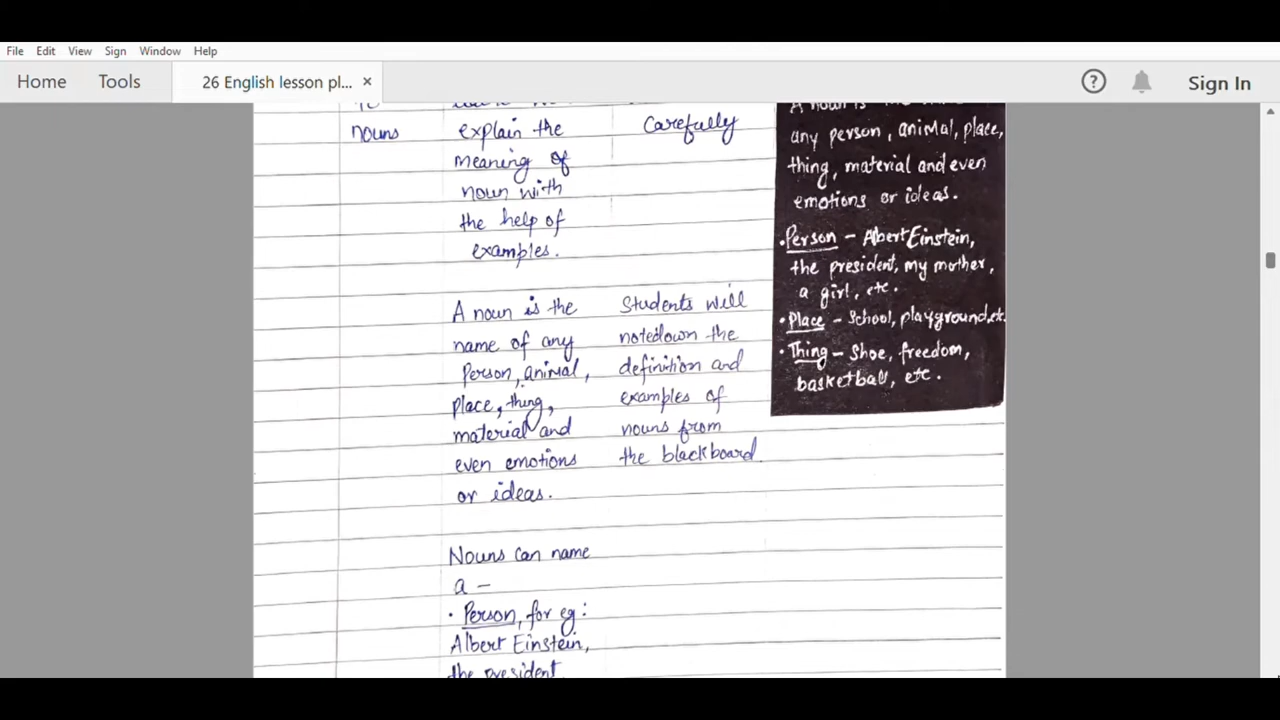 File Edit View Sign Window Help
Home Tools 26 English lesson pl... × Sign In
nouns
explain the
meaning of
noun with
the help of
examples.
A noun is the
name of any
Person, animal,
place, thing,
material and
even emotions
or ideas.
Nouns can name
a –
• Person, for eg:
Albert Einstein,
the president
Carefully
Students will
notedown the
definition and
examples of
nouns from
the blackboard.
A noun is
any person, animal, place,
thing, material and even
emotions or ideas.
• Person – Albert Einstein,
the president, my mother,
a girl, etc.
• Place – School, playground, etc.
• Thing – Shoe, freedom,
basketball, etc.